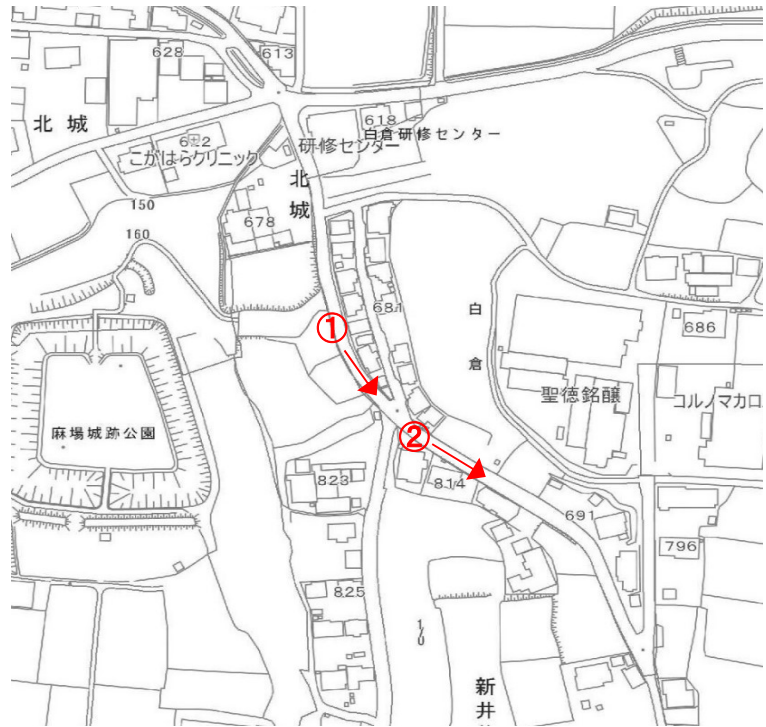 628
613
北城
618
622
白倉研修センター
研修センター
こがはらクリニック
北城
150
678
160
681
①
白倉
686
聖徳銘醸
コルノマカロ
麻場城跡公園
②
823
814
691
796
825
170
新井